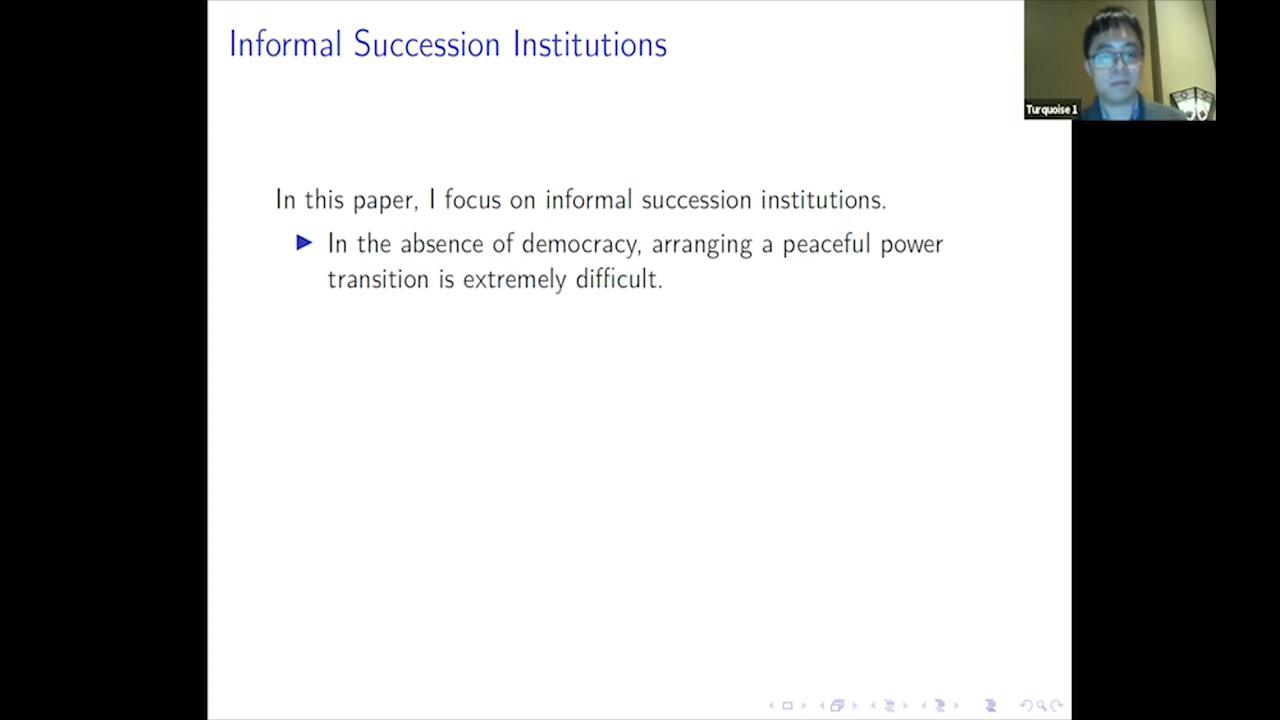 Informal Succession Institutions
Turquoise 1
In this paper, I focus on informal succession institutions.
In the absence of democracy, arranging a peaceful power
transition is extremely difficult.